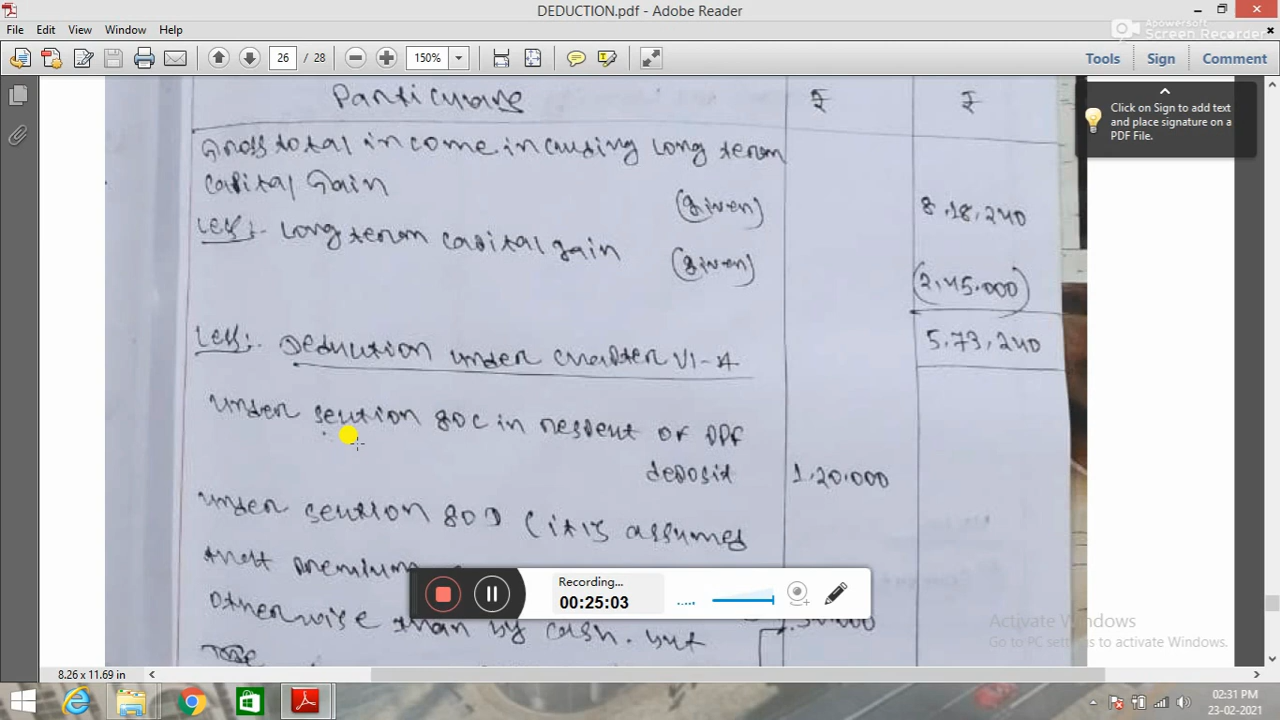 DEDUCTION.pdf - Adobe Reader
File Edit View Window Help
Apowersoft
Screen Recorder
26 / 28 150% Tools Sign Comment
Click on Sign to add text
and place signature on a
PDF File.
Particulars ₹ ₹
Gross total income incausing Long term
capital Gain
(given) 8,18,240
Less:- Long term capital gain (given)
(2,45,000)
5,73,240
Less:- Deduction under chapter VI-A
under section 80C in respect of PPF
deposit 1,20,000
under section 80D (it is assumes
that premium
otherwise than by cash. but
Recording...
00:25:03
Activate Windows
Go to PC settings to activate Windows.
8.26 x 11.69 in
02:31 PM
23-02-2021